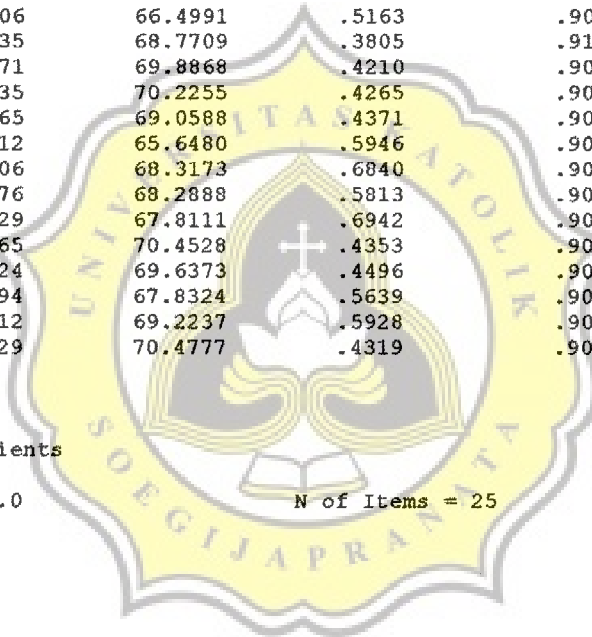 06 66.4991 .5163 .90
35 68.7709 .3805 .91
71 69.8868 .4210 .90
35 70.2255 .4265 .90
65 69.0588 .4371 .90
12 65.6480 .5946 .90
06 68.3173 .6840 .90
76 68.2888 .5813 .90
29 67.8111 .6942 .90
65 70.4528 .4353 .90
24 69.6373 .4496 .90
94 67.8324 .5639 .90
12 69.2237 .5928 .90
29 70.4777 .4319 .90
ients
.0 N of Items = 25
UNIVERSITAS KATOLIK
SOEGIJAPRANATA